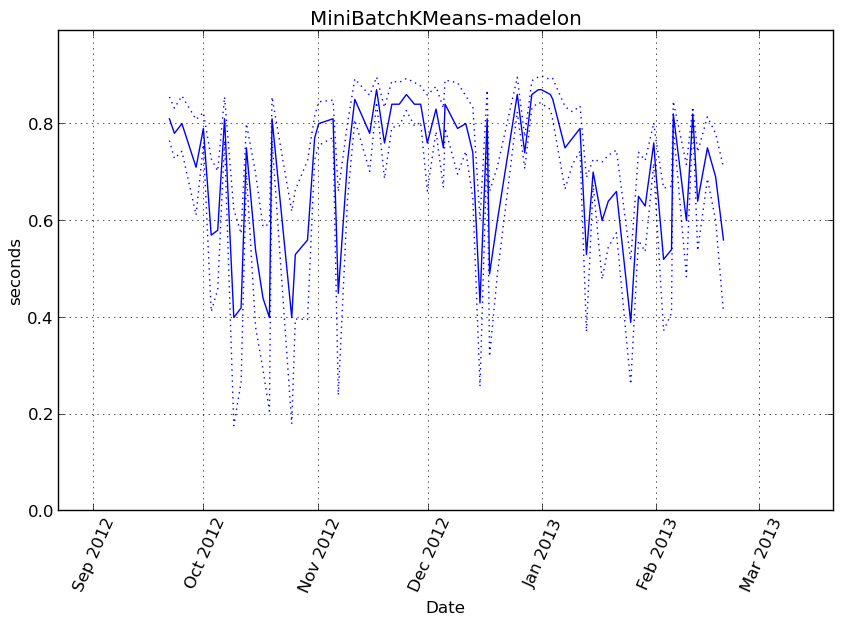 MiniBatchKMeans-madelon
seconds
0.8
0.6
0.4
0.2
0.0
Sep 2012
Oct 2012
Nov 2012
Dec 2012
Jan 2013
Feb 2013
Mar 2013
Date